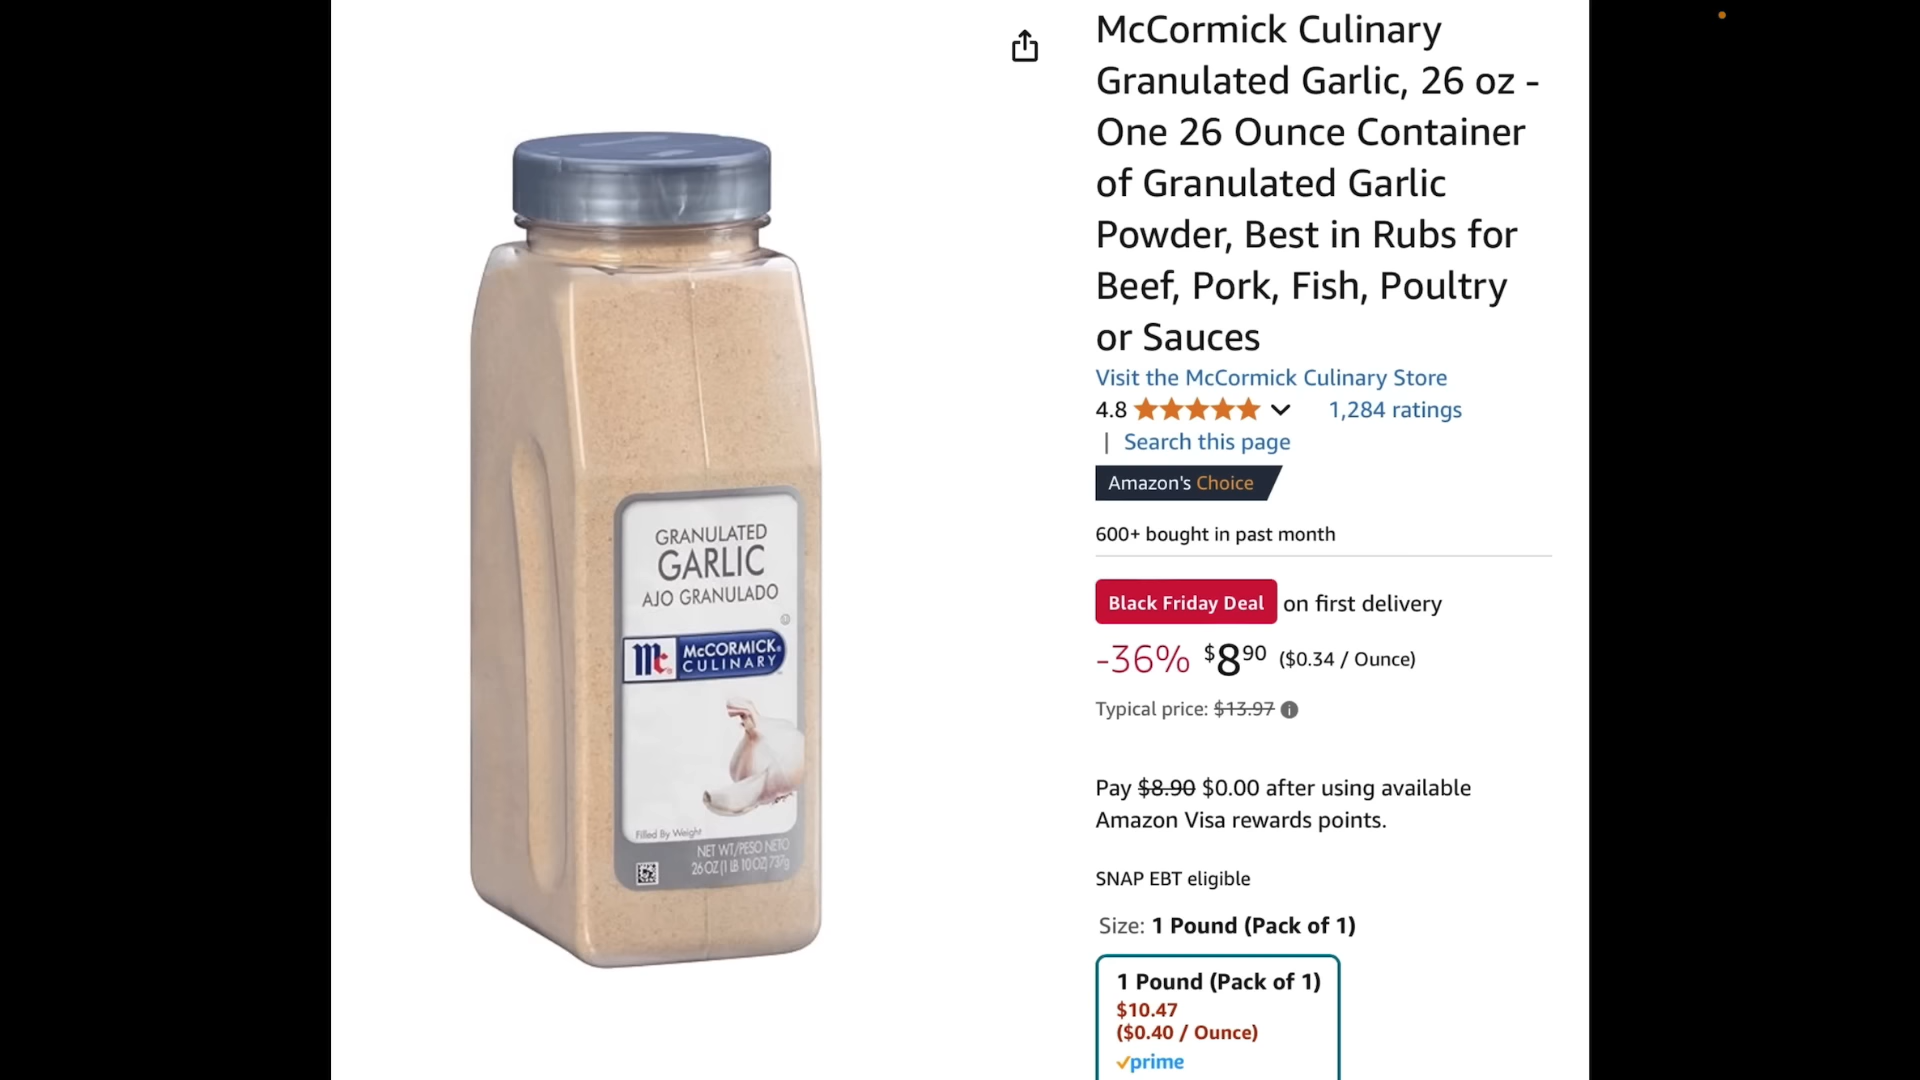 McCormick Culinary
Granulated Garlic, 26 oz -
One 26 Ounce Container
of Granulated Garlic
Powder, Best in Rubs for
Beef, Pork, Fish, Poultry
or Sauces
Visit the McCormick Culinary Store
4.8
1,284 ratings
| Search this page
Amazon's Choice
600+ bought in past month
Black Friday Deal on first delivery
-36% $8 90 ($0.34 / Ounce)
Typical price: $13.97
Pay $8.90 $0.00 after using available
Amazon Visa rewards points.
SNAP EBT eligible
Size: 1 Pound (Pack of 1)
1 Pound (Pack of 1)
$10.47
($0.40 / Ounce)
prime
GRANULATED
GARLIC
AJO GRANULADO
Mc
McCORMICK®
CULINARY
Filled By Weight
NET WT/PESO NETO
26 OZ (1 LB 10 OZ) 737g